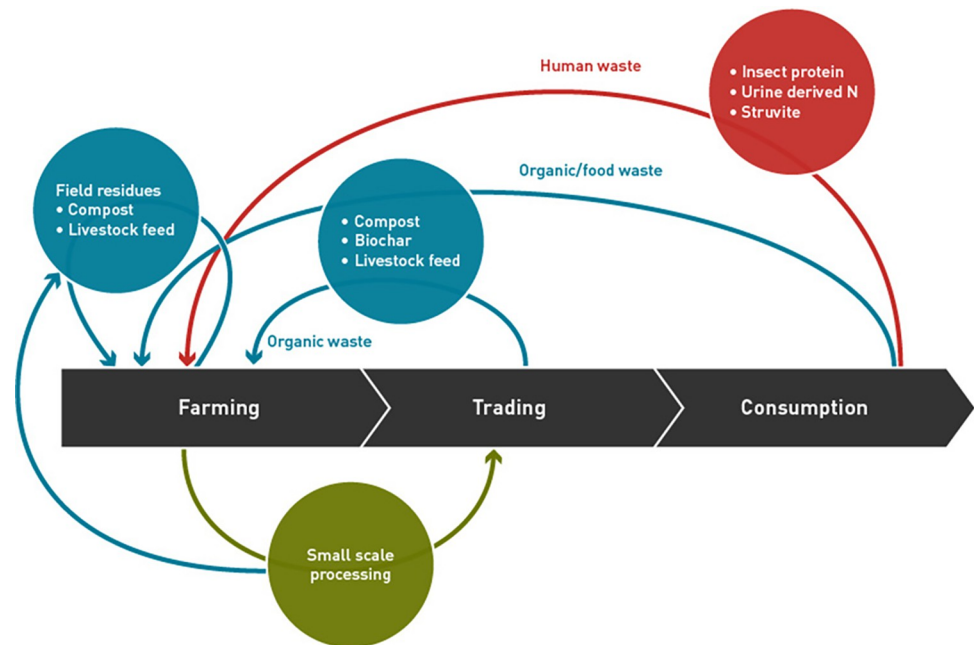 Human waste
• Insect protein
• Urine derived N
• Struvite
Organic/food waste
Field residues
• Compost
• Livestock feed
• Compost
• Biochar
• Livestock feed
Organic waste
Farming
Trading
Consumption
Small scale
processing